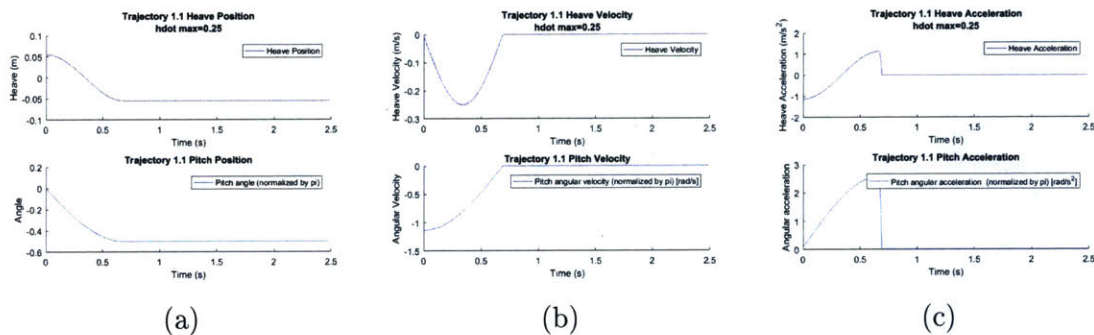 Trajectory 1.1 Heave Position
hdot max=0.25
0.1
0.05
0
-0.05
-0.1
Heave (m)
Heave Position
0 0.5 1 1.5 2 2.5
Time (s)
Trajectory 1.1 Pitch Position
0.2
0
-0.2
-0.4
-0.6
Angle
Pitch angle (normalized by pi)
0 0.5 1 1.5 2 2.5
Time (s)
(a)
Trajectory 1.1 Heave Velocity
hdot max=0.25
0
-0.1
-0.2
-0.3
Heave Velocity (m/s)
Heave Velocity
0 0.5 1 1.5 2 2.5
Time (s)
Trajectory 1.1 Pitch Velocity
0
-0.5
-1
-1.5
Angular Velocity
Pitch angular velocity (normalized by pi) [rad/s]
0 0.5 1 1.5 2 2.5
Time (s)
(b)
Trajectory 1.1 Heave Acceleration
hdot max=0.25
2
1
0
-1
-2
Heave Acceleration (m/s²)
Heave Acceleration
0 0.5 1 1.5 2 2.5
Time (s)
Trajectory 1.1 Pitch Acceleration
3
2
1
0
Angular acceleration
Pitch angular acceleration (normalized by pi) [rad/s²]
0 0.5 1 1.5 2 2.5
Time (s)
(c)